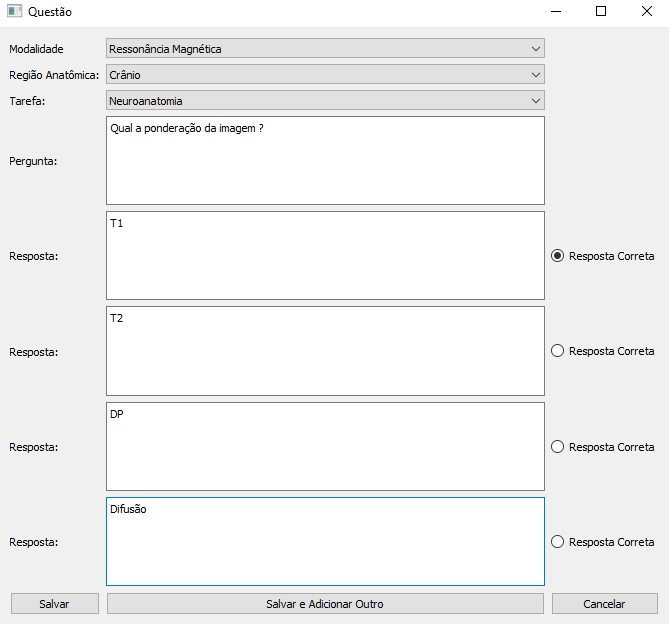 Questão
Modalidade Ressonância Magnética
Região Anatômica: Crânio
Tarefa: Neuroanatomia
Pergunta: Qual a ponderação da imagem ?
Resposta: T1 Resposta Correta
Resposta: T2 Resposta Correta
Resposta: DP Resposta Correta
Resposta: Difusão Resposta Correta
Salvar Salvar e Adicionar Outro Cancelar